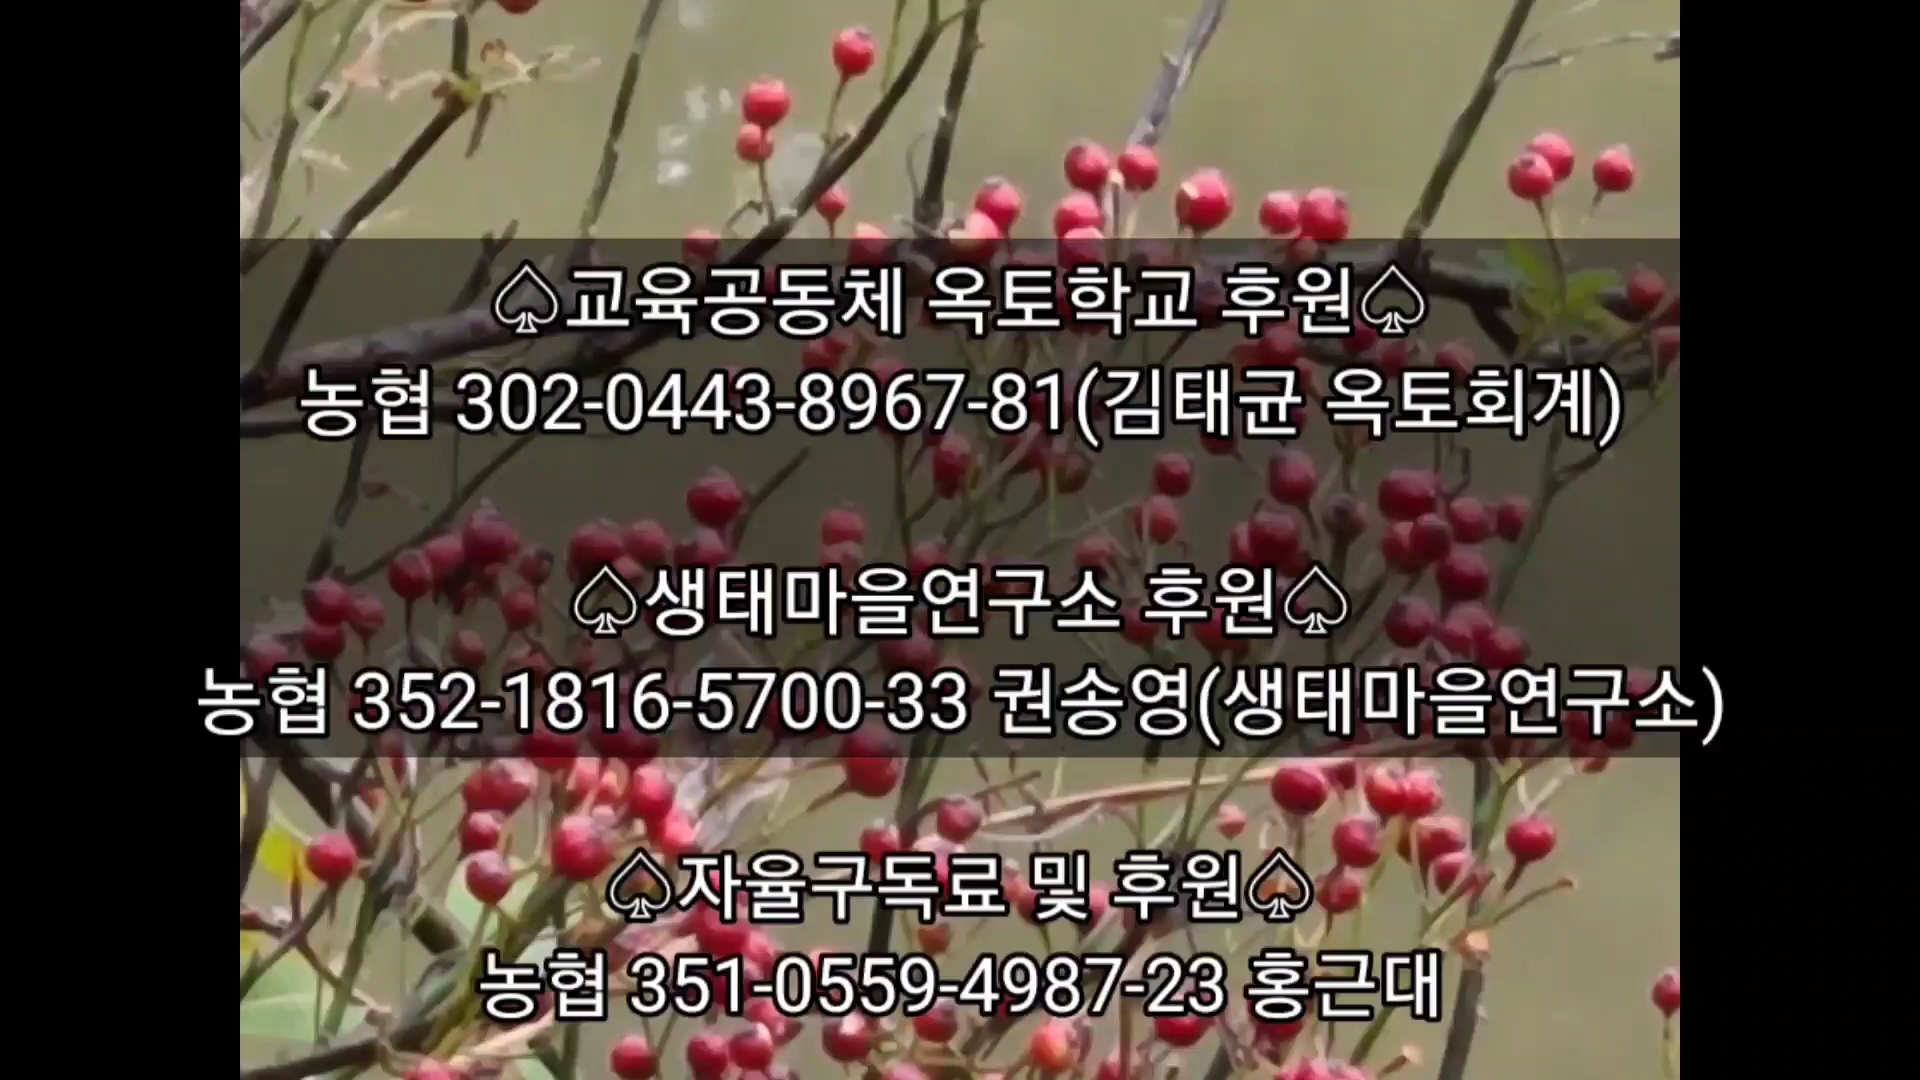 ♤교육공동체 옥토학교 후원♤
농협 302-0443-8967-81(김태균 옥토회계)
♤생태마을연구소 후원♤
농협 352-1816-5700-33 권송영(생태마을연구소)
♤자율구독료 및 후원♤
농협 351-0559-4987-23 홍근대